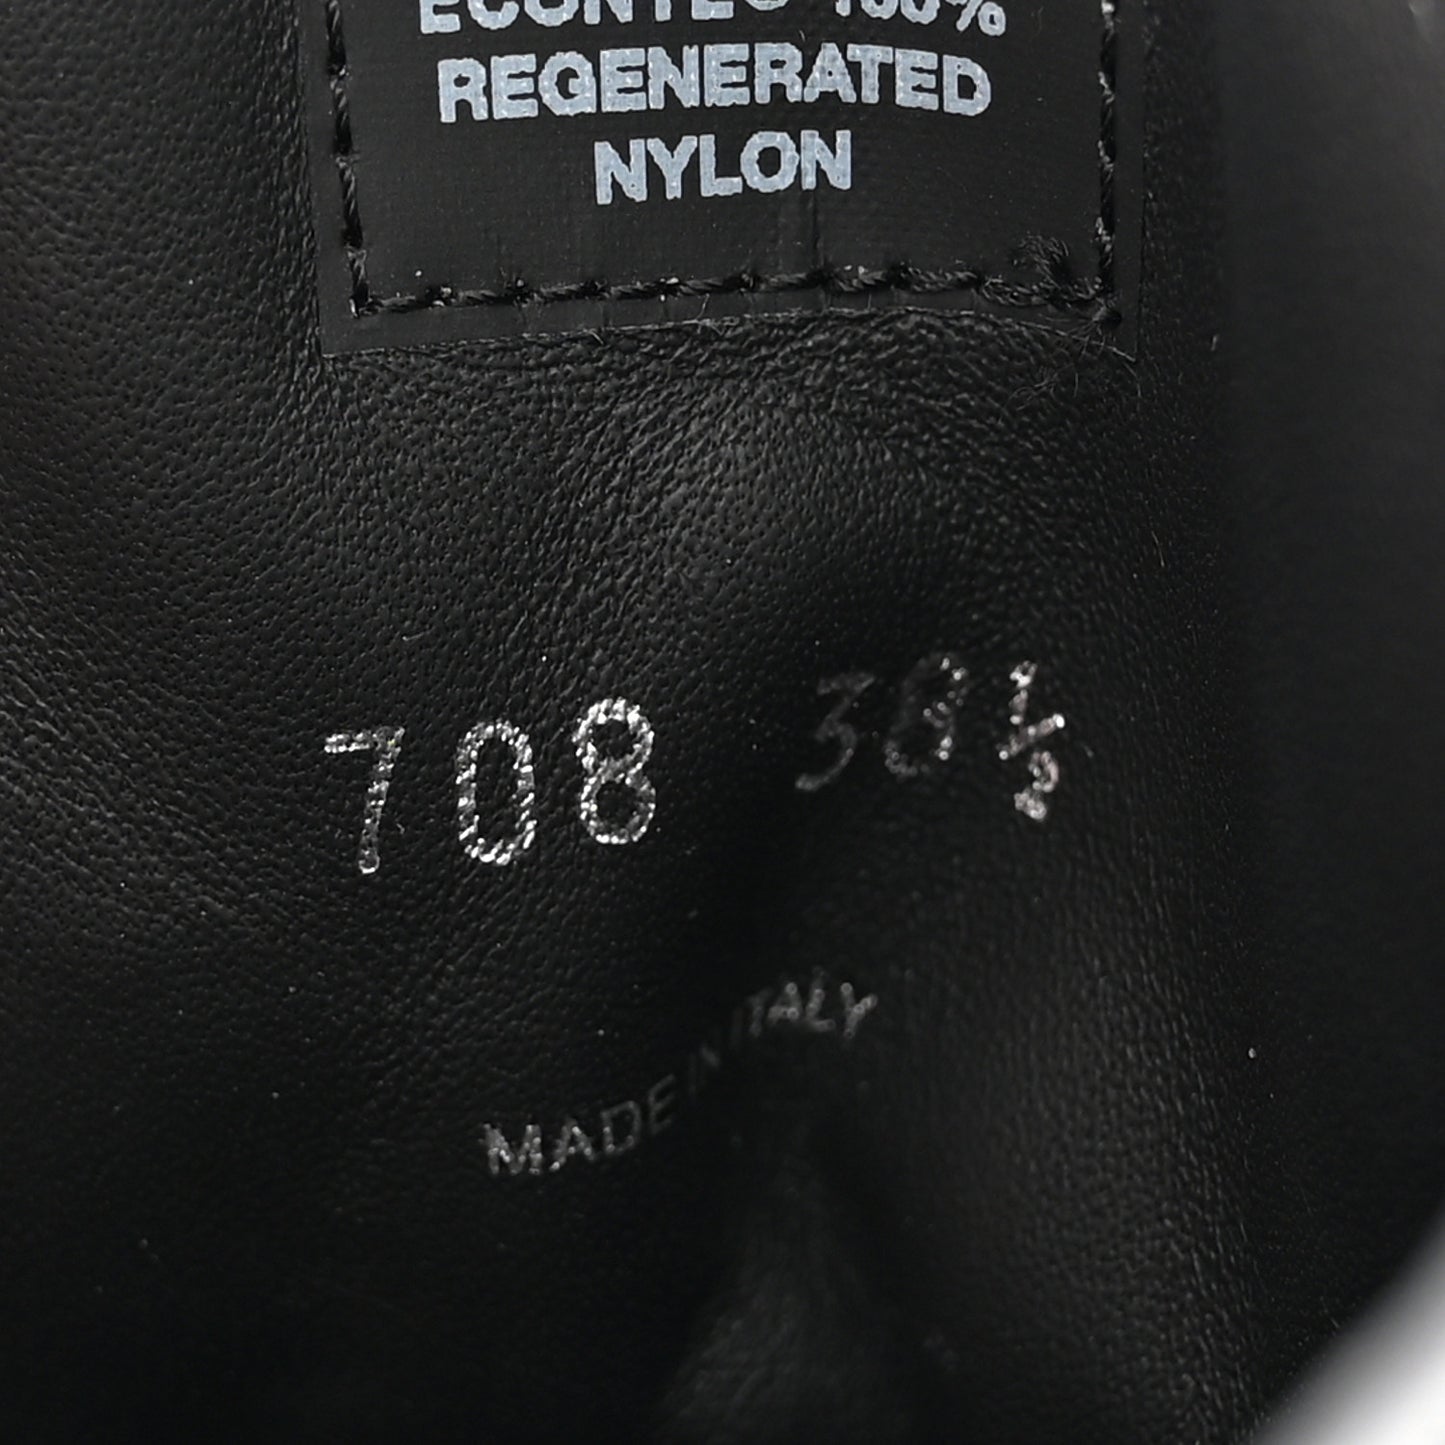 REGENERATED
NYLON
708 38½
MADE IN ITALY